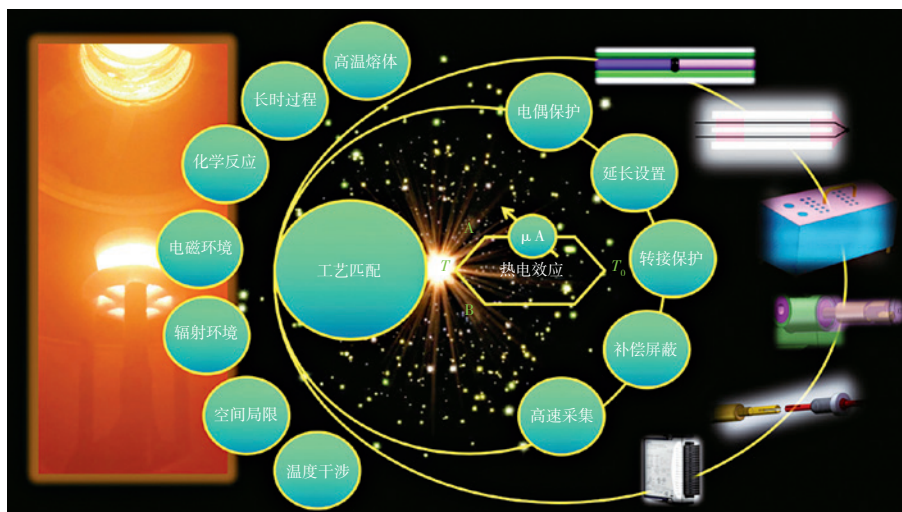 高温熔体
长时过程
化学反应
电磁环境
辐射环境
空间局限
温度干涉
工艺匹配
T
A
μA
热电效应
B
T₀
电偶保护
延长设置
转接保护
补偿屏蔽
高速采集